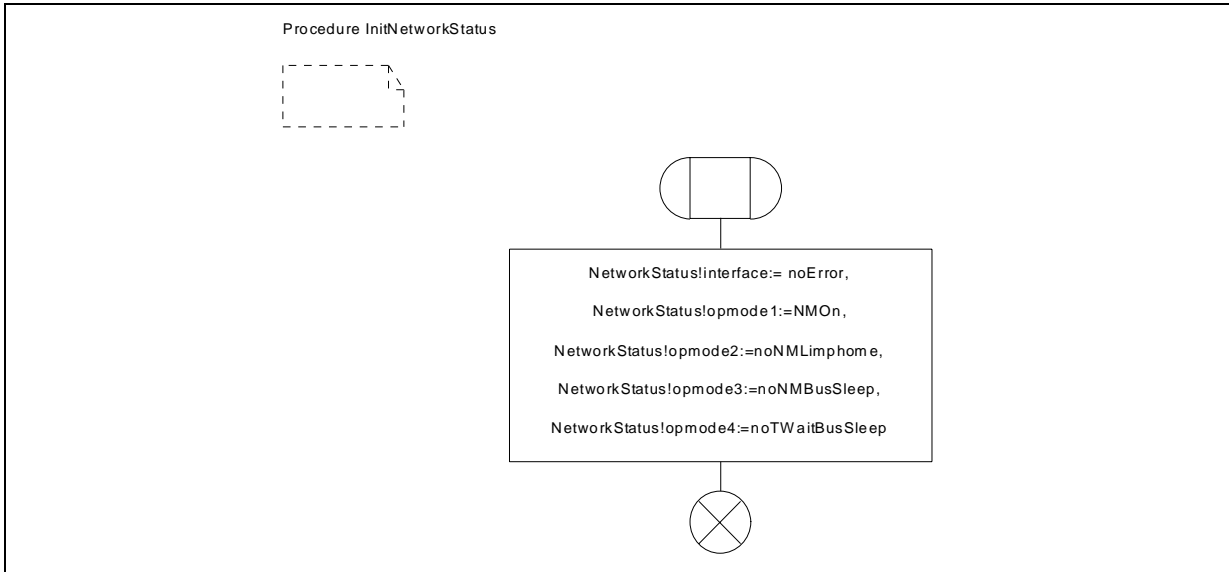 Procedure InitNetworkStatus
NetworkStatus!interface:= noError,
NetworkStatus!opmode1:=NMOn,
NetworkStatus!opmode2:=noNMLimphome,
NetworkStatus!opmode3:=noNMBusSleep,
NetworkStatus!opmode4:=noTWaitBusSleep